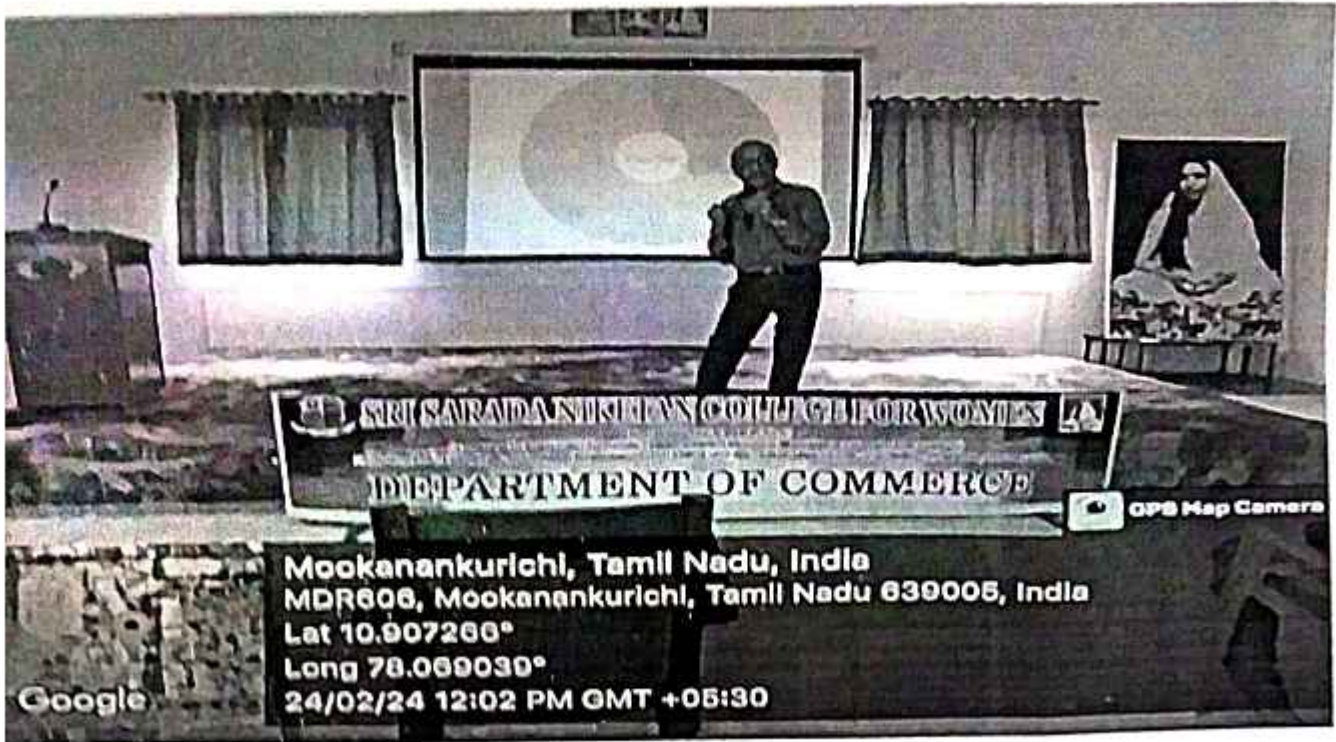 SRI SARADA NIKETAN COLLEGE FOR WOMEN
DEPARTMENT OF COMMERCE
GPS Map Camera
Mookanankurichi, Tamil Nadu, India
MDR606, Mookanankurichi, Tamil Nadu 639005, India
Lat 10.907266°
Long 78.069039°
24/02/24 12:02 PM GMT +05:30
Google